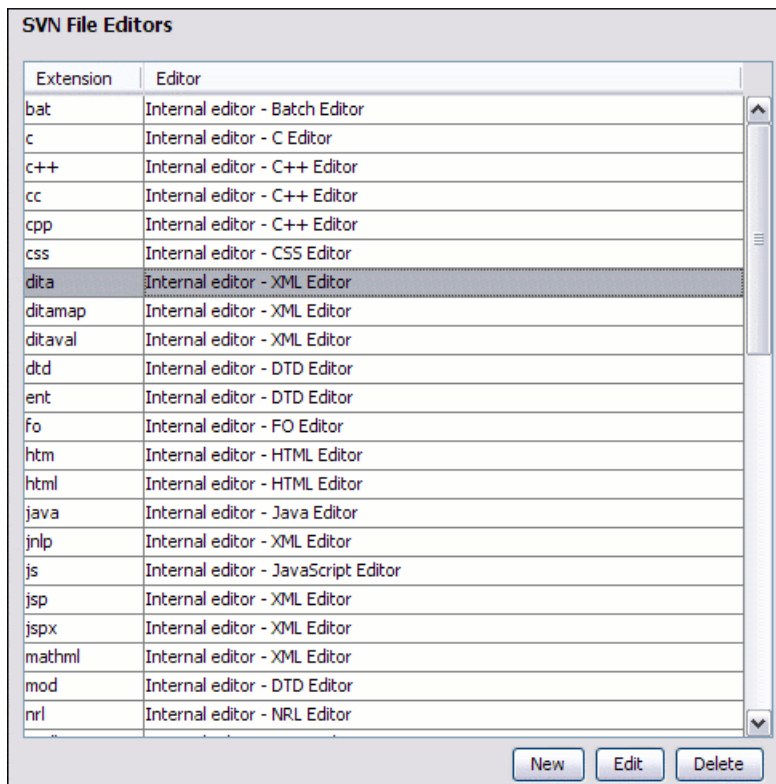 SVN File Editors
Extension Editor
bat Internal editor - Batch Editor
c Internal editor - C Editor
c++ Internal editor - C++ Editor
cc Internal editor - C++ Editor
cpp Internal editor - C++ Editor
css Internal editor - CSS Editor
dita Internal editor - XML Editor
ditamap Internal editor - XML Editor
ditaval Internal editor - XML Editor
dtd Internal editor - DTD Editor
ent Internal editor - DTD Editor
fo Internal editor - FO Editor
htm Internal editor - HTML Editor
html Internal editor - HTML Editor
java Internal editor - Java Editor
jnlp Internal editor - XML Editor
js Internal editor - JavaScript Editor
jsp Internal editor - XML Editor
jspx Internal editor - XML Editor
mathml Internal editor - XML Editor
mod Internal editor - DTD Editor
nrl Internal editor - NRL Editor
New Edit Delete